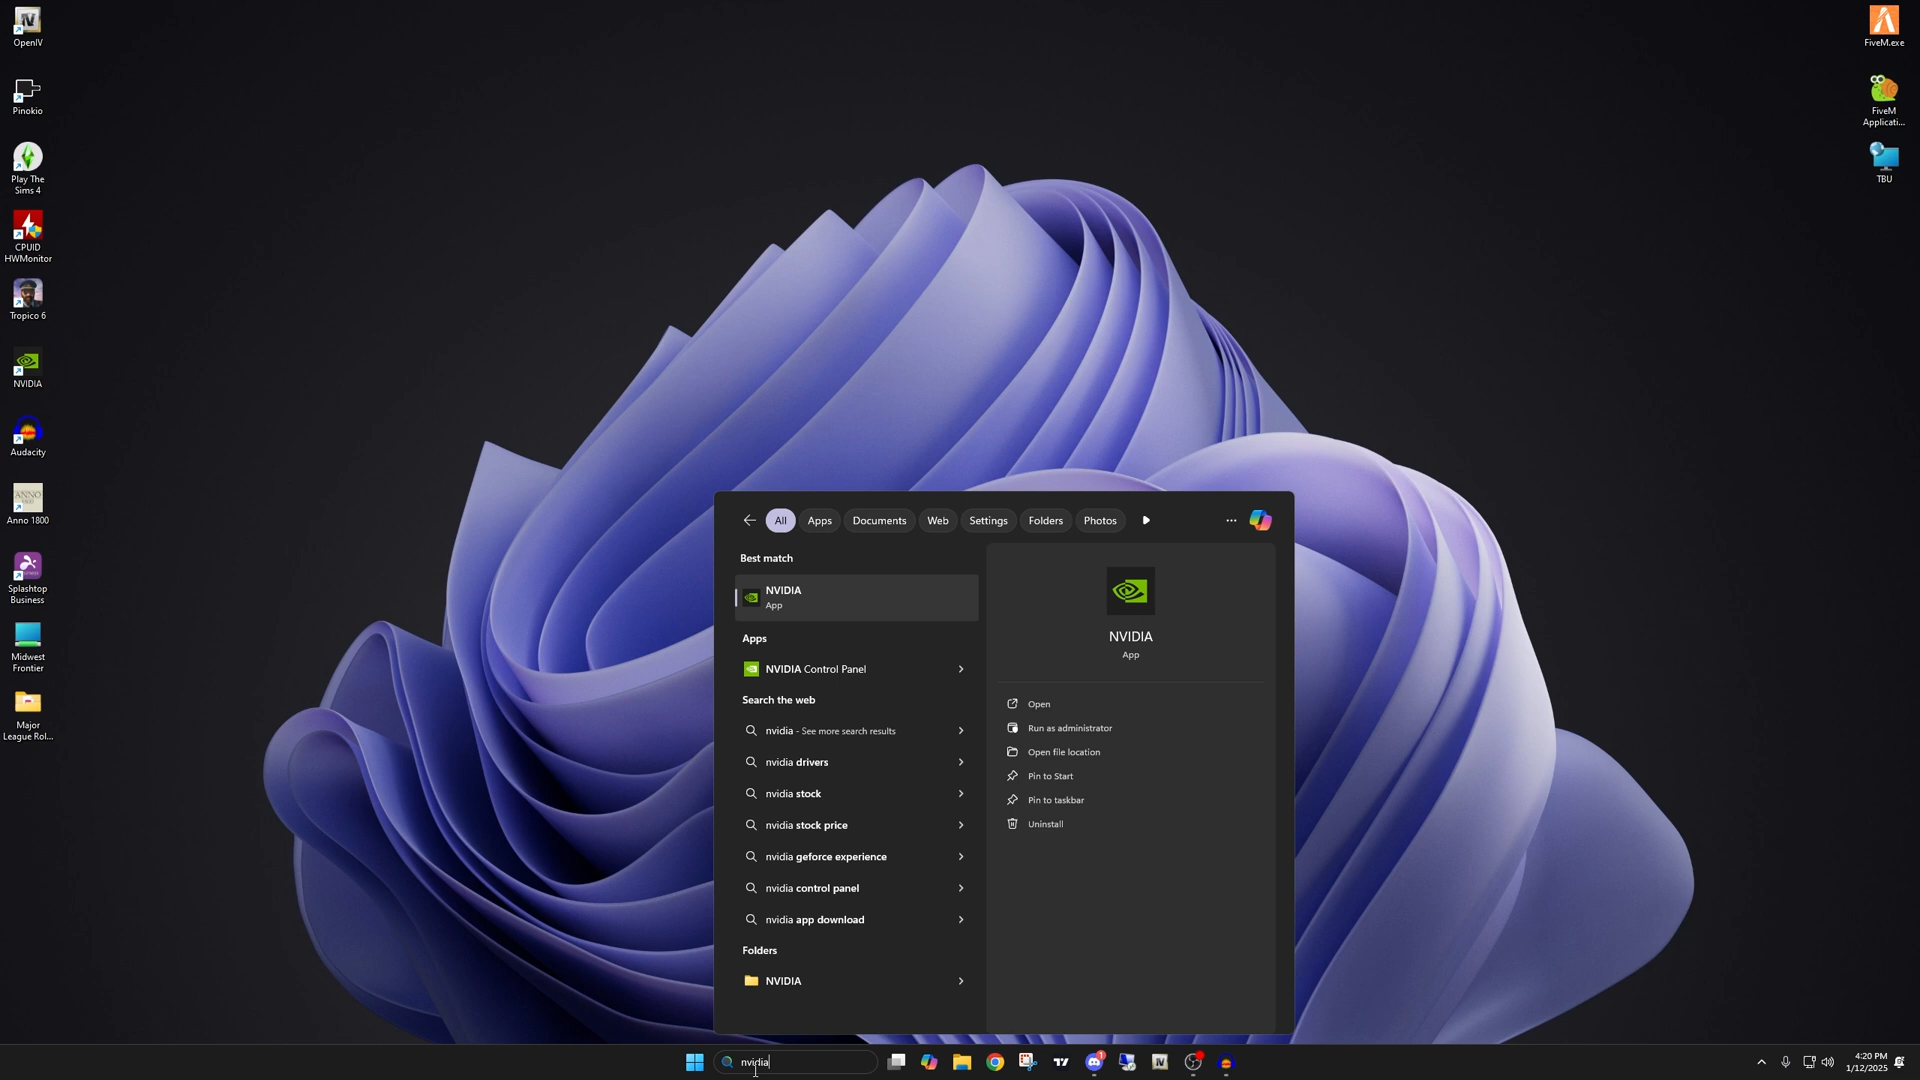 OpenIV
Pinokio
Play The
Sims 4
CPUID
HWMonitor
Tropico 6
NVIDIA
Audacity
ANNO
Anno 1800
Splashtop
Business
Midwest
Frontier
Major
League Rol...
FiveM.exe
FiveM
Applicati...
TBU
All
Apps
Documents
Web
Settings
Folders
Photos
Best match
NVIDIA
App
Apps
NVIDIA Control Panel
Search the web
nvidia - See more search results
nvidia drivers
nvidia stock
nvidia stock price
nvidia geforce experience
nvidia control panel
nvidia app download
Folders
NVIDIA
NVIDIA
App
Open
Run as administrator
Open file location
Pin to Start
Pin to taskbar
Uninstall
nvidia
1
4:20 PM
1/12/2025